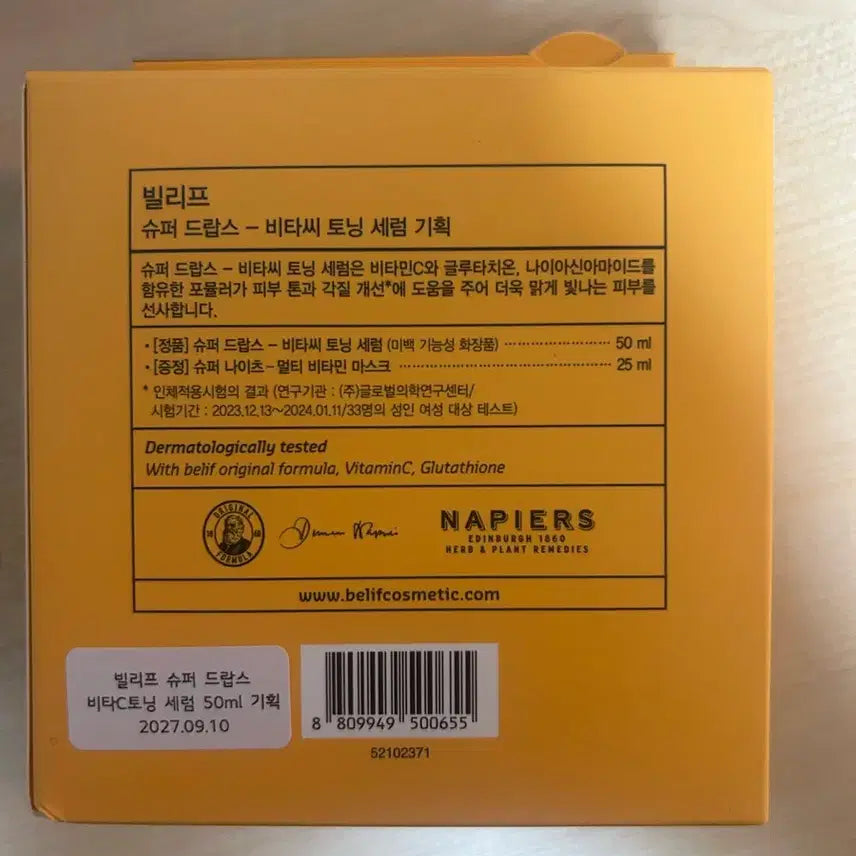 빌리프
슈퍼 드랍스 – 비타씨 토닝 세럼 기획
슈퍼 드랍스 – 비타씨 토닝 세럼은 비타민C와 글루타치온, 나이아신아마이드를
함유한 포뮬러가 피부 톤과 각질 개선*에 도움을 주어 더욱 맑게 빛나는 피부를
선사합니다.
• [정품] 슈퍼 드랍스 – 비타씨 토닝 세럼 (미백 기능성 화장품) ········ 50 ml
• [증정] 슈퍼 나이츠 – 멀티 비타민 마스크 ········ 25 ml
* 인체적용시험의 결과 (연구기관 : (주)글로벌의학연구센터/
시험기간 : 2023.12.13~2024.01.11/33명의 성인 여성 대상 테스트)
Dermatologically tested
With belif original formula, VitaminC, Glutathione
ORIGINAL
18 60
FORMULA
NAPIERS
EDINBURGH 1860
HERB & PLANT REMEDIES
www.belifcosmetic.com
빌리프 슈퍼 드랍스
비타C토닝 세럼 50ml 기획
2027.09.10
8 809949 500655
52102371